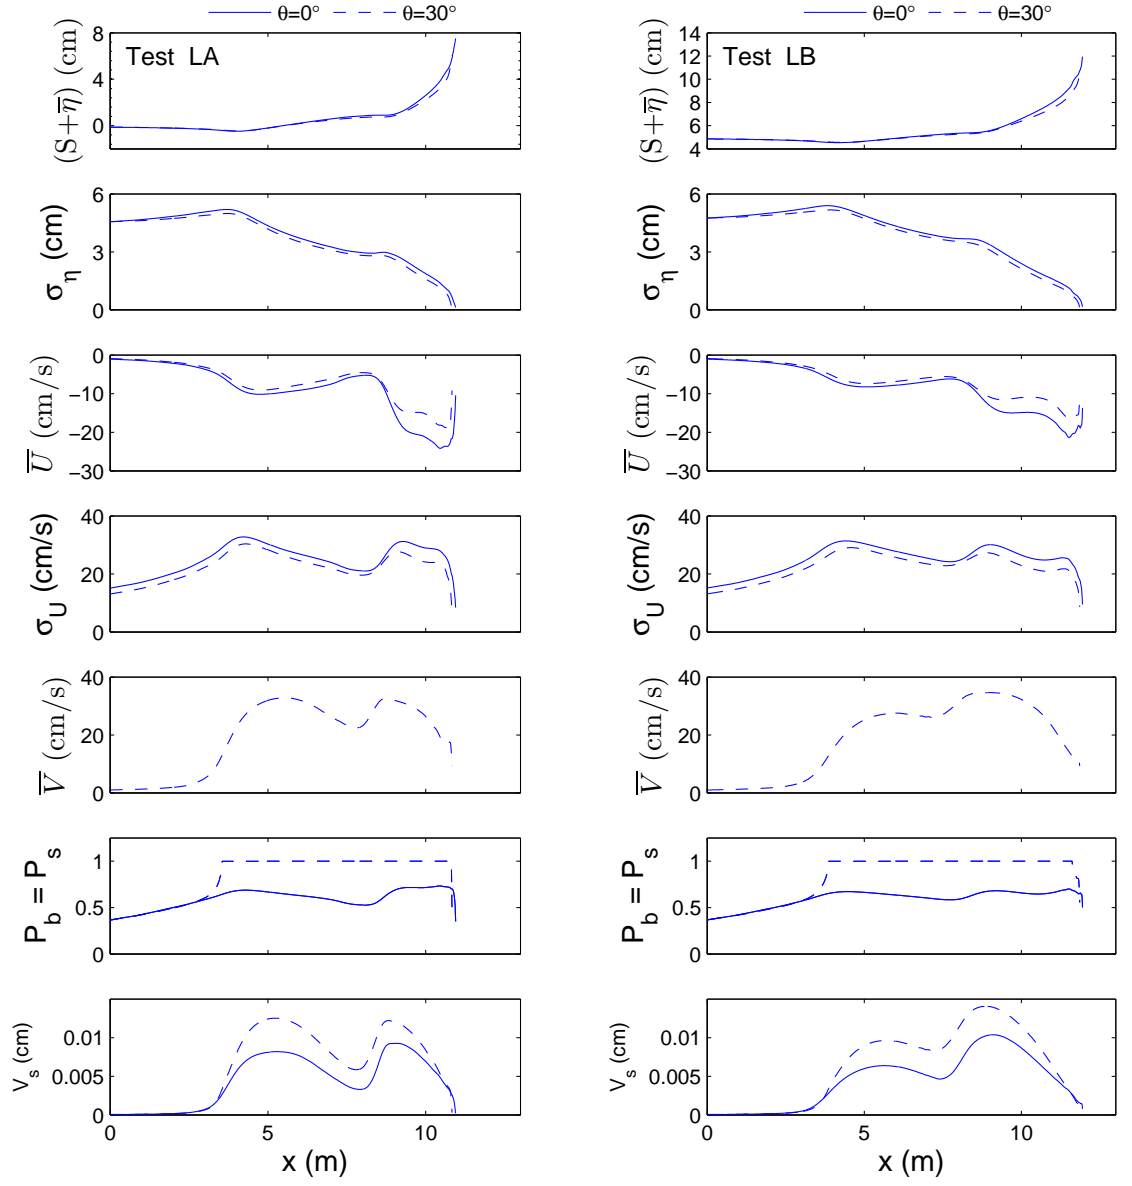 θ=0° θ=30°
Test LA
(S+η̅) (cm)
8
4
0
σ_η (cm)
6
3
0
U̅ (cm/s)
0
−10
−20
−30
σ_U (cm/s)
40
20
0
V̅ (cm/s)
40
20
0
P_b = P_s
1
0.5
0
V_s (cm)
0.01
0.005
0
0 5 10
x (m)
θ=0° θ=30°
Test LB
(S+η̅) (cm)
14
12
10
8
6
4
σ_η (cm)
6
3
0
U̅ (cm/s)
0
−10
−20
−30
σ_U (cm/s)
40
20
0
V̅ (cm/s)
40
20
0
P_b = P_s
1
0.5
0
V_s (cm)
0.01
0.005
0
0 5 10
x (m)